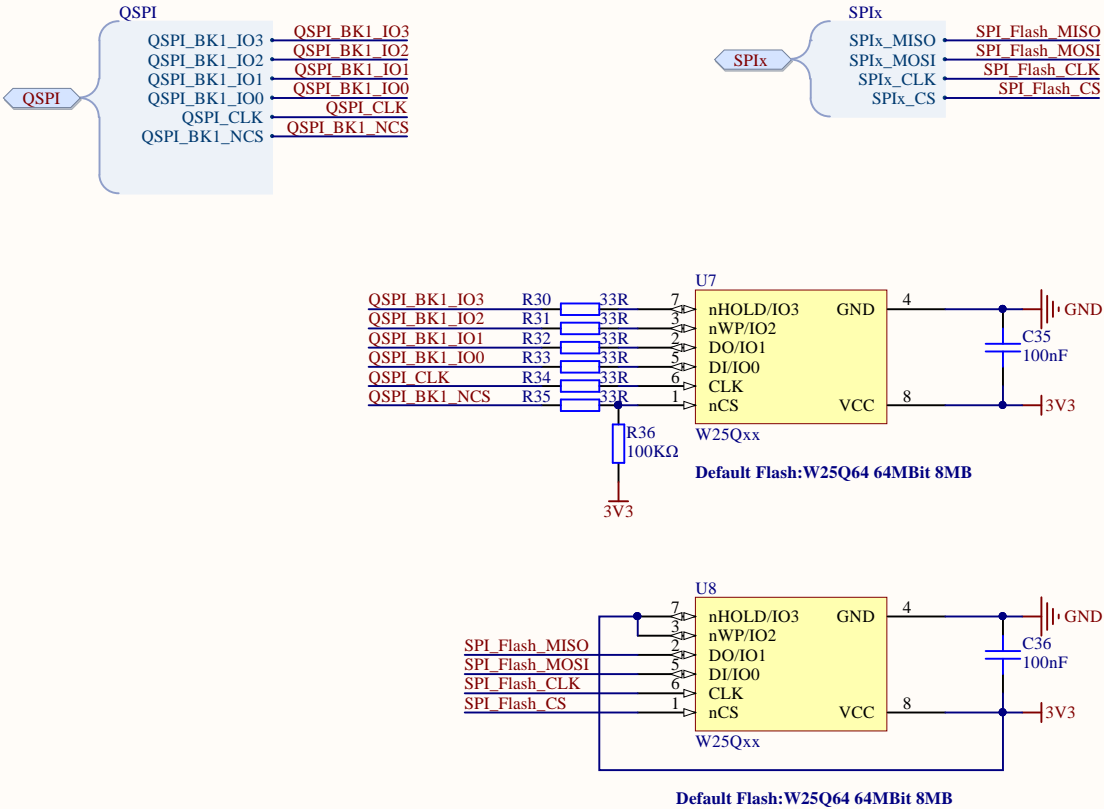 QSPI
QSPI
QSPI_BK1_IO3 QSPI_BK1_IO3
QSPI_BK1_IO2 QSPI_BK1_IO2
QSPI_BK1_IO1 QSPI_BK1_IO1
QSPI_BK1_IO0 QSPI_BK1_IO0
QSPI_CLK QSPI_CLK
QSPI_BK1_NCS QSPI_BK1_NCS
SPIx
SPIx
SPIx_MISO SPI_Flash_MISO
SPIx_MOSI SPI_Flash_MOSI
SPIx_CLK SPI_Flash_CLK
SPIx_CS SPI_Flash_CS
U7
QSPI_BK1_IO3 R30 33R 7 nHOLD/IO3 GND 4 GND
QSPI_BK1_IO2 R31 33R 3 nWP/IO2
QSPI_BK1_IO1 R32 33R 2 DO/IO1
QSPI_BK1_IO0 R33 33R 5 DI/IO0
QSPI_CLK R34 33R 6 CLK
QSPI_BK1_NCS R35 33R 1 nCS VCC 8 3V3
C35
100nF
W25Qxx
R36
100KΩ
3V3
Default Flash:W25Q64 64MBit 8MB
U8
7 nHOLD/IO3 GND 4 GND
3 nWP/IO2
SPI_Flash_MISO 2 DO/IO1
SPI_Flash_MOSI 5 DI/IO0
SPI_Flash_CLK 6 CLK
SPI_Flash_CS 1 nCS VCC 8 3V3
C36
100nF
W25Qxx
Default Flash:W25Q64 64MBit 8MB